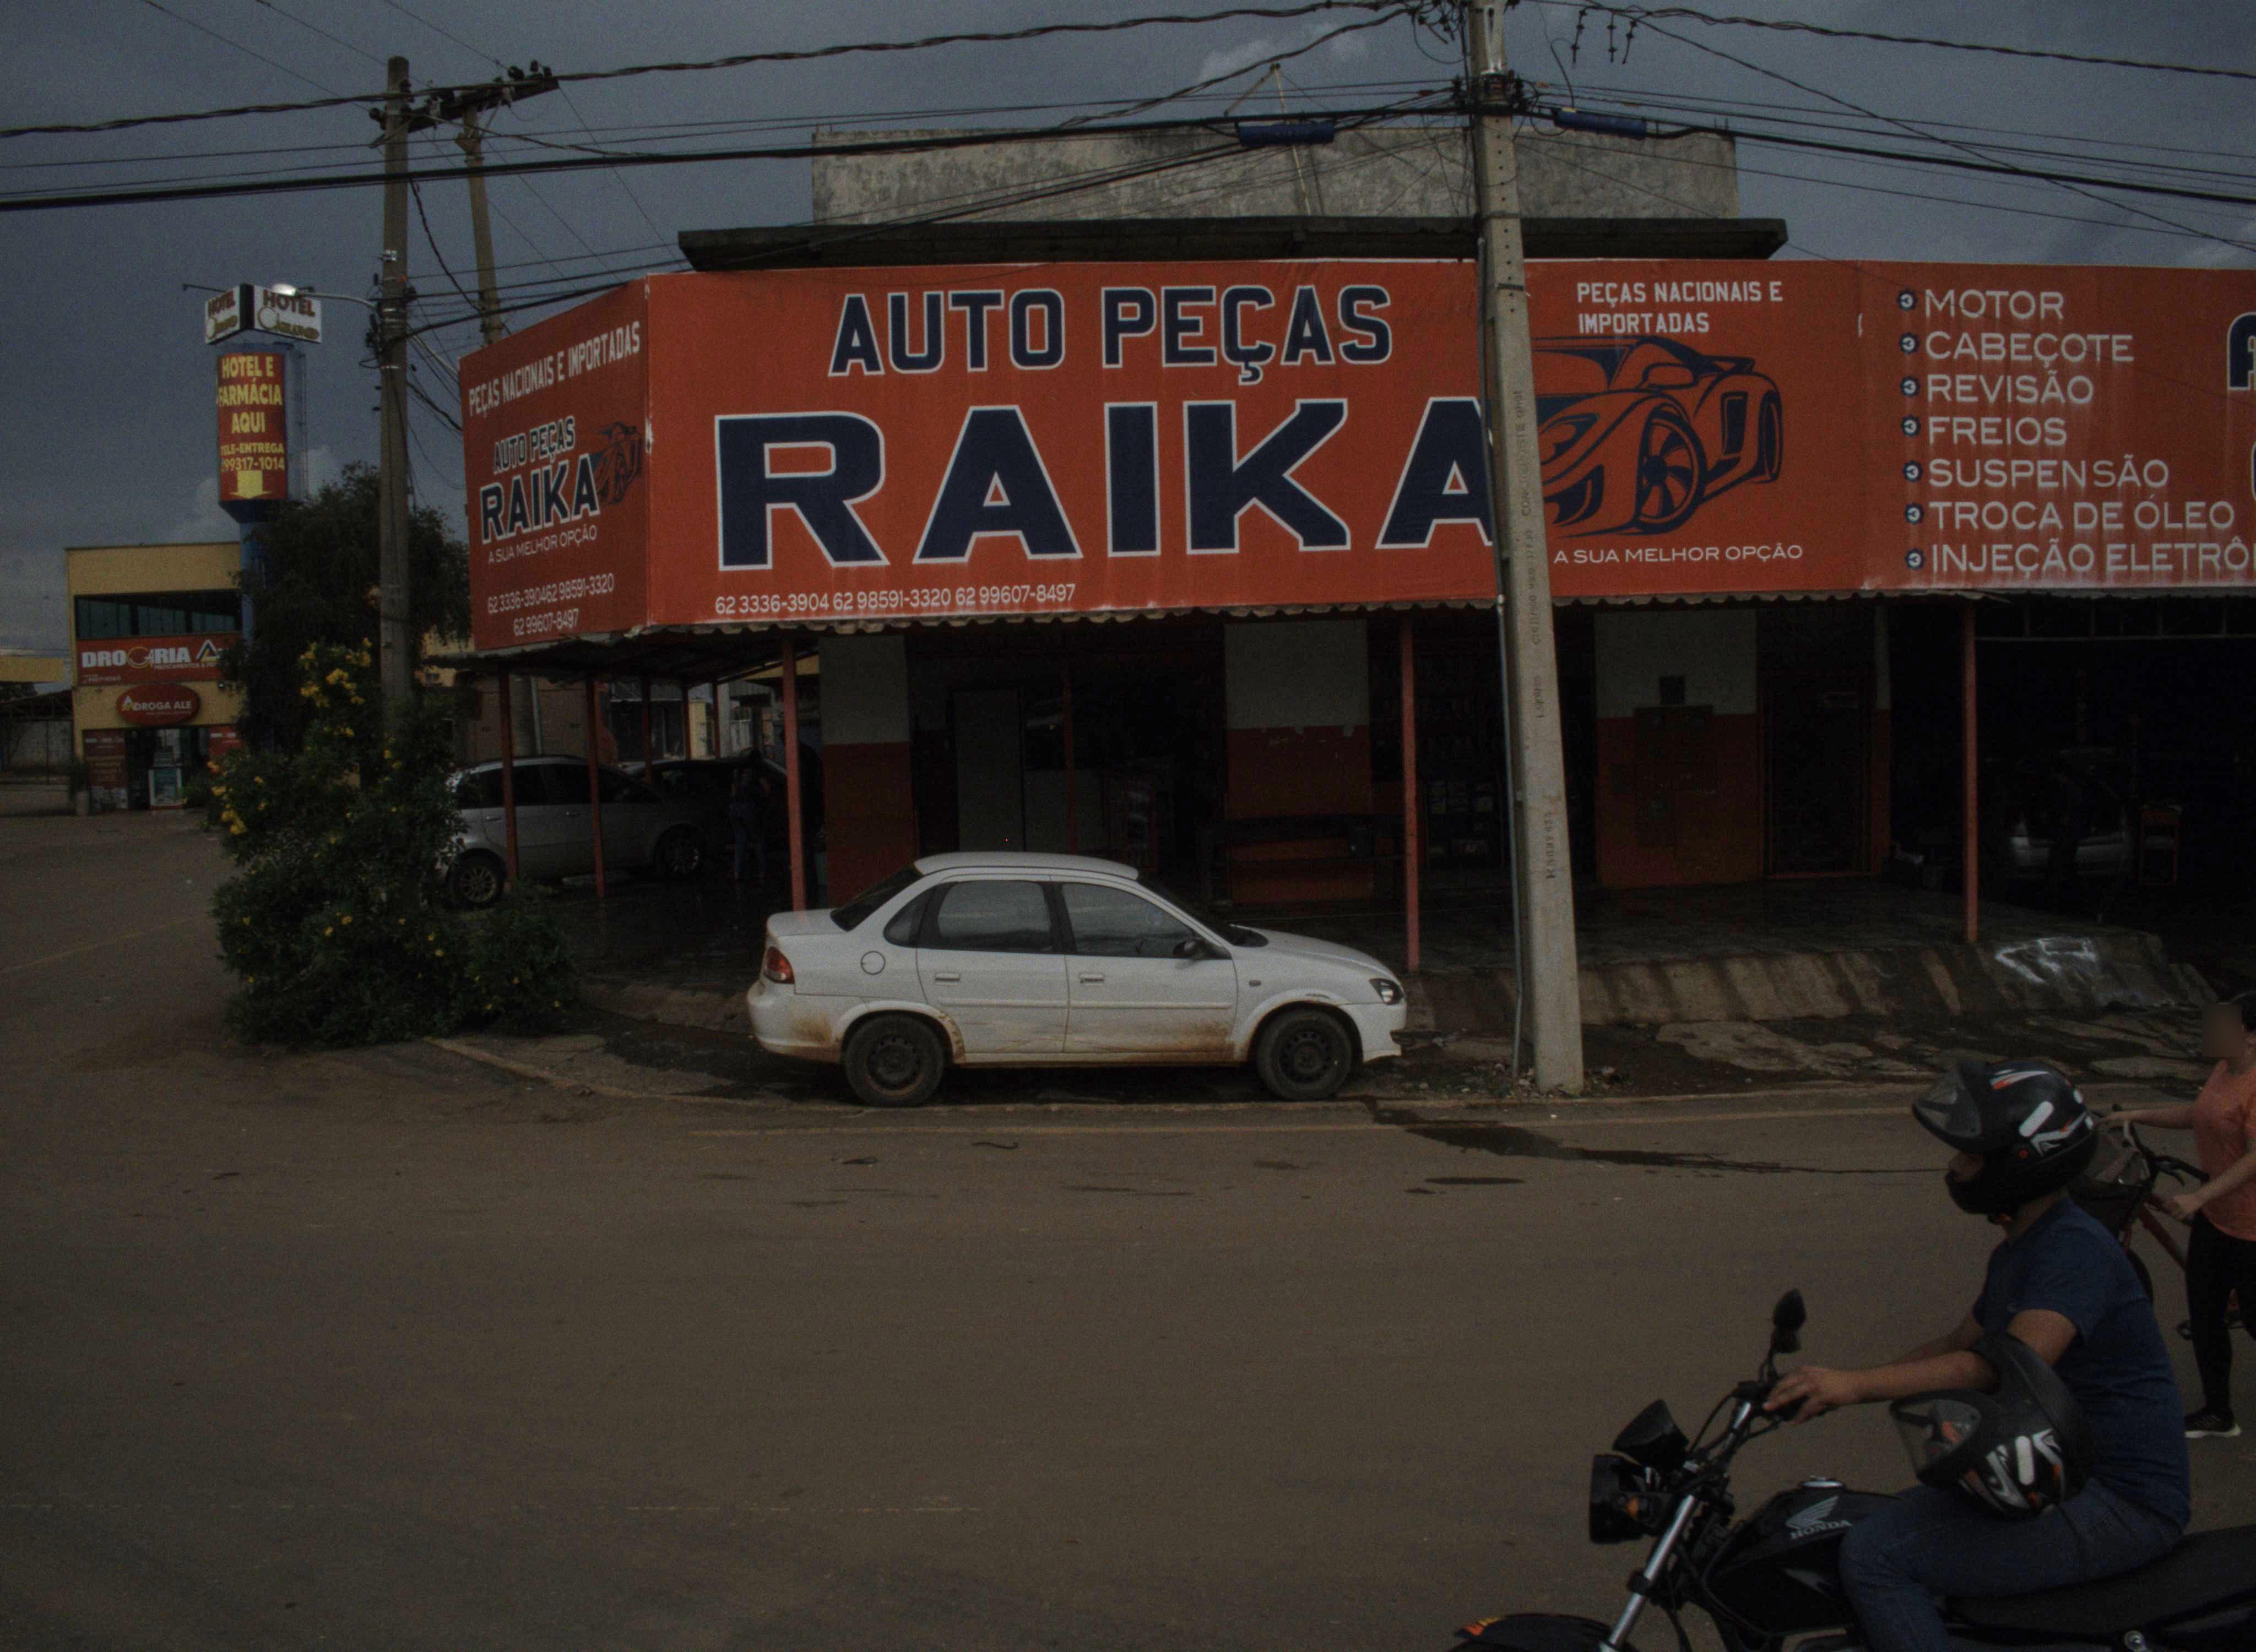 HOTEL
HOTEL
HOTEL E
FARMÁCIA
AQUI
TELE-ENTREGA
99317-1014
DROGARIA
DROGA ALE
PEÇAS NACIONAIS E IMPORTADAS
AUTO PEÇAS
RAIKA
A SUA MELHOR OPÇÃO
62 3336-390462 98591-3320
62 99607-8497
AUTO PEÇAS
RAIKA
62 3336-3904 62 98591-3320 62 99607-8497
PEÇAS NACIONAIS E
IMPORTADAS
A SUA MELHOR OPÇÃO
MOTOR
CABEÇOTE
REVISÃO
FREIOS
SUSPENSÃO
TROCA DE ÓLEO
INJEÇÃO ELETRÔ
HONDA